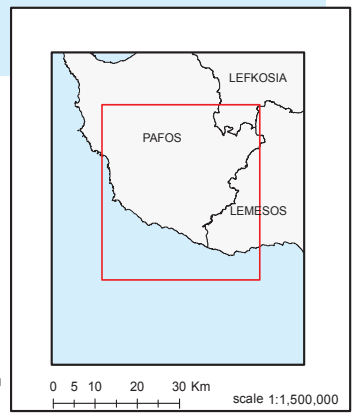 LEFKOSIA
PAFOS
LEMESOS
0 5 10 20 30 Km
scale 1:1,500,000